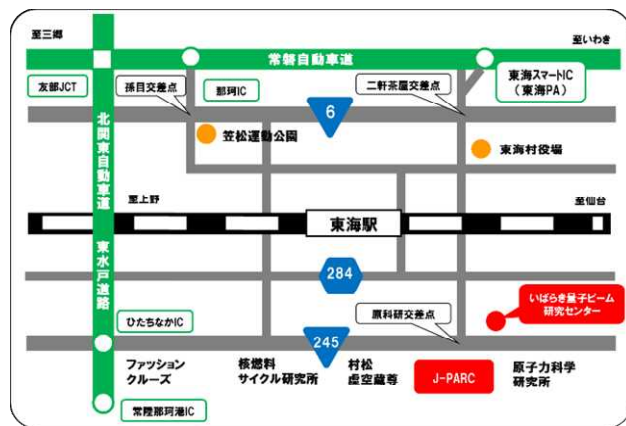 至三郷
常磐自動車道
至いわき
友部JCT
孫目交差点
那珂IC
二軒茶屋交差点
東海スマートIC
（東海PA）
6
笠松運動公園
東海村役場
北関東自動車道
至上野
東海駅
至仙台
東水戸道路
284
いばらき量子ビーム
研究センター
ひたちなかIC
原科研交差点
245
ファッション
クルーズ
核燃料
サイクル研究所
村松
虚空蔵尊
J-PARC
原子力科学
研究所
常陸那珂港IC